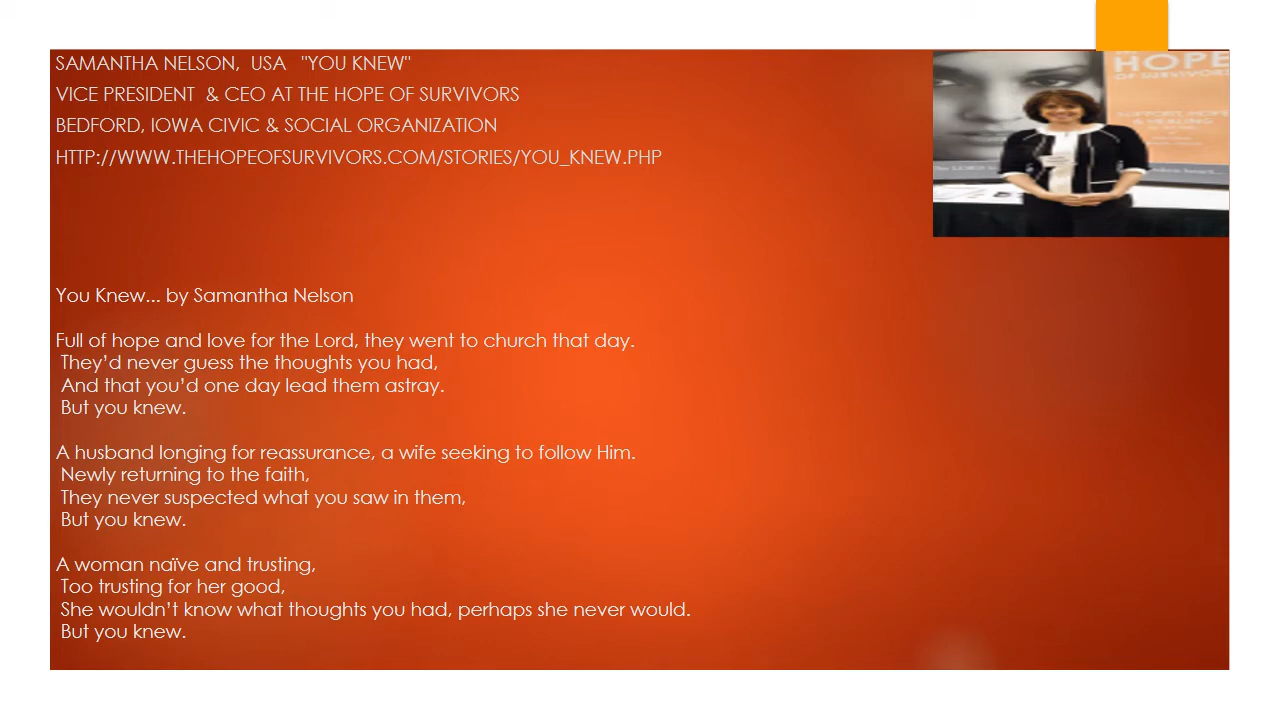 SAMANTHA NELSON, USA "YOU KNEW"
VICE PRESIDENT & CEO AT THE HOPE OF SURVIVORS
BEDFORD, IOWA CIVIC & SOCIAL ORGANIZATION
HTTP://WWW.THEHOPEOFSURVIVORS.COM/STORIES/YOU_KNEW.PHP
HOPE
OF SURVIVORS
SUPPORT, HOPE
& HEALING
You Knew... by Samantha Nelson
Full of hope and love for the Lord, they went to church that day.
They’d never guess the thoughts you had,
And that you’d one day lead them astray.
But you knew.
A husband longing for reassurance, a wife seeking to follow Him.
Newly returning to the faith,
They never suspected what you saw in them,
But you knew.
A woman naïve and trusting,
Too trusting for her good,
She wouldn’t know what thoughts you had, perhaps she never would.
But you knew.